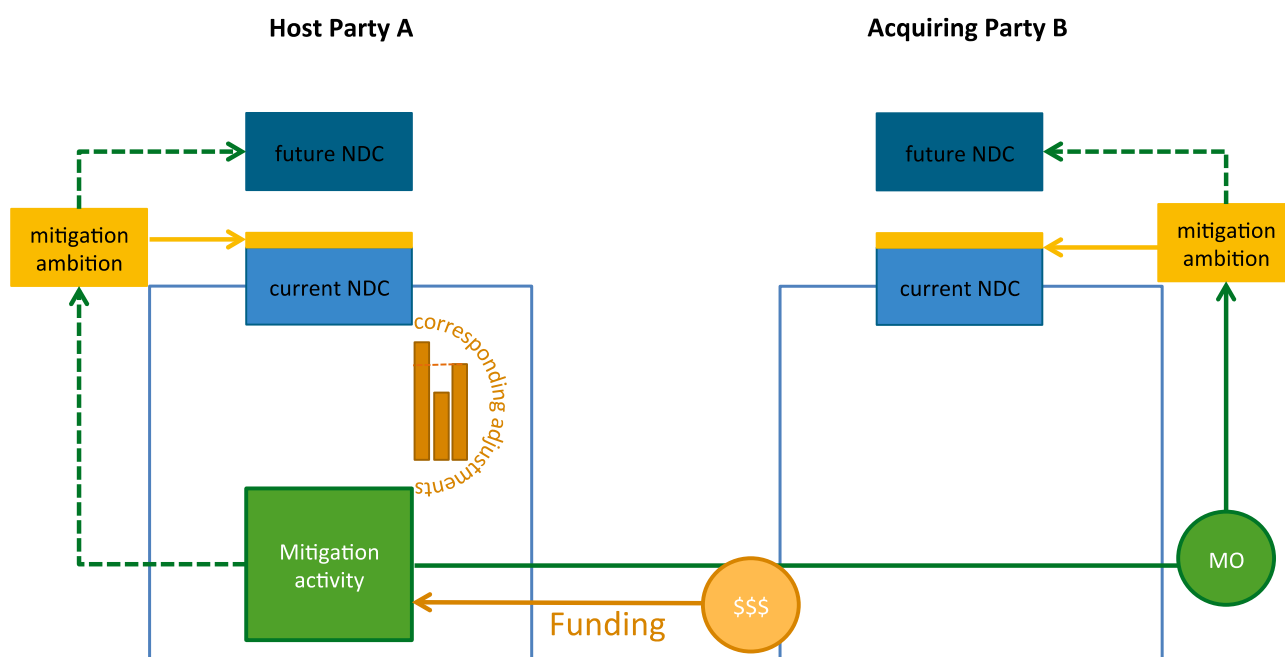 Host Party A
Acquiring Party B
future NDC
future NDC
mitigation
ambition
mitigation
ambition
current NDC
current NDC
corresponding adjustments
Mitigation
activity
MO
$$$
Funding